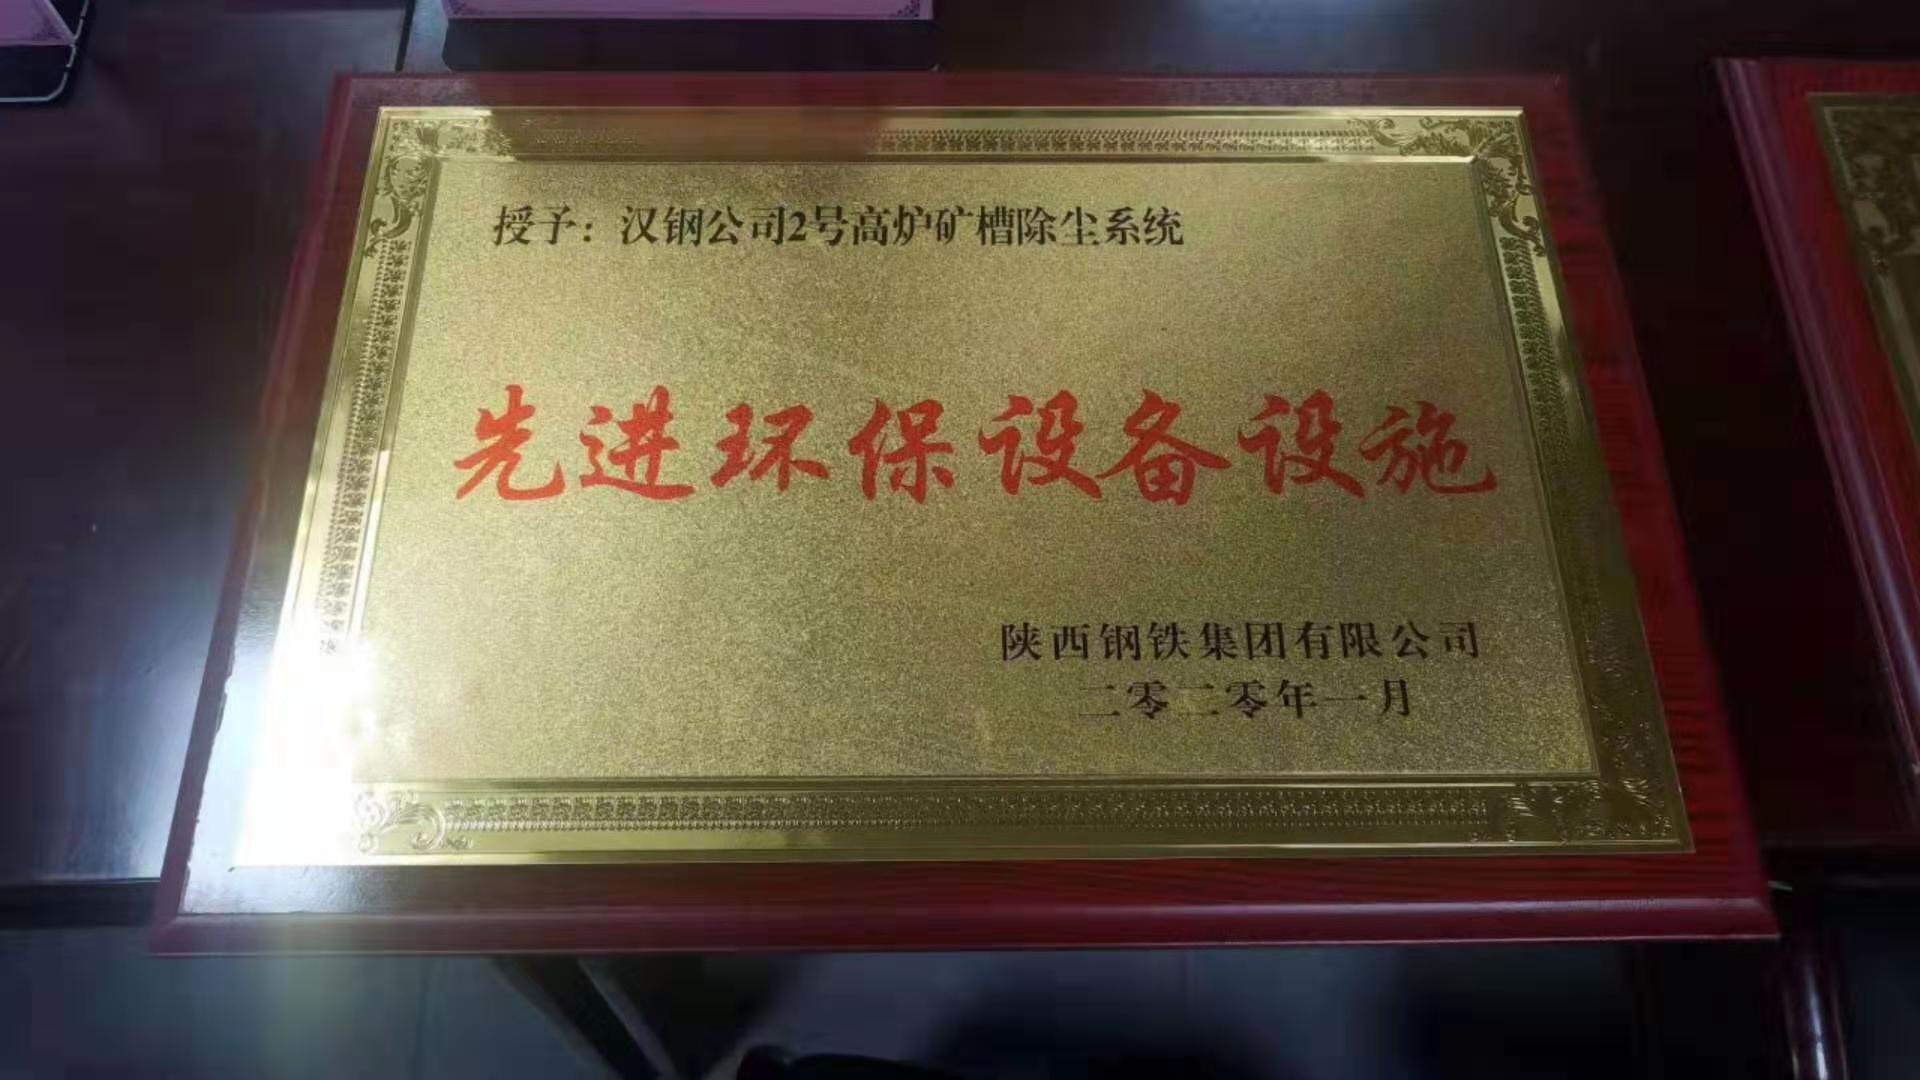 授予：汉钢公司2号高炉矿槽除尘系统
先进环保设备设施
陕西钢铁集团有限公司
二零二零年一月